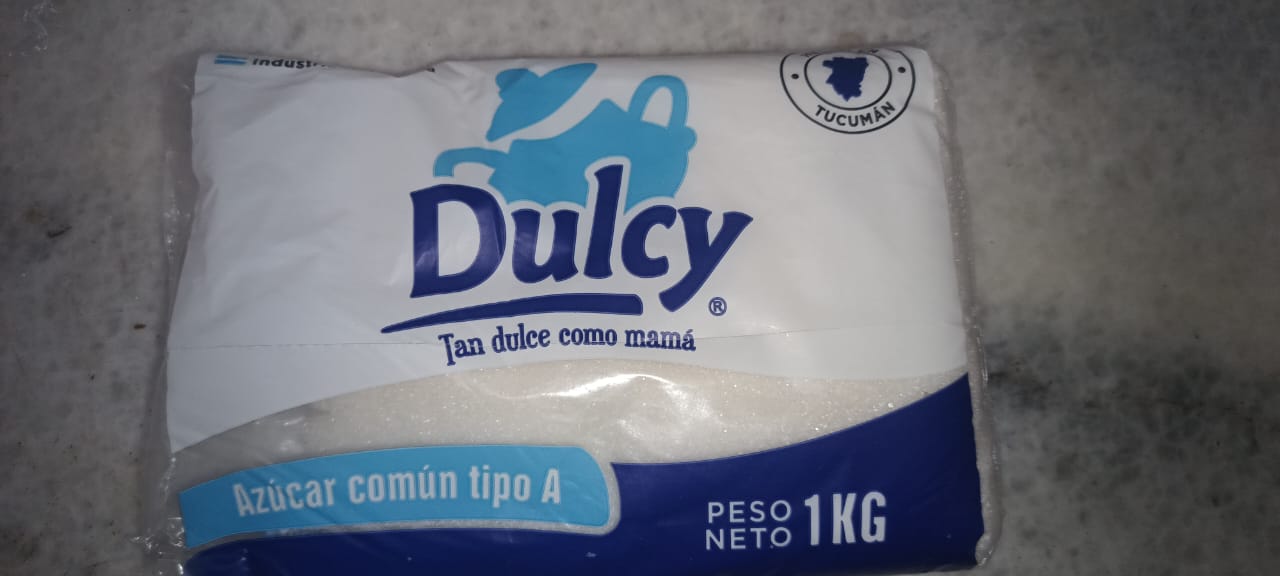 TUCUMÁN
Dulcy®
Tan dulce como mamá
Azúcar común tipo A
PESO
NETO 1KG